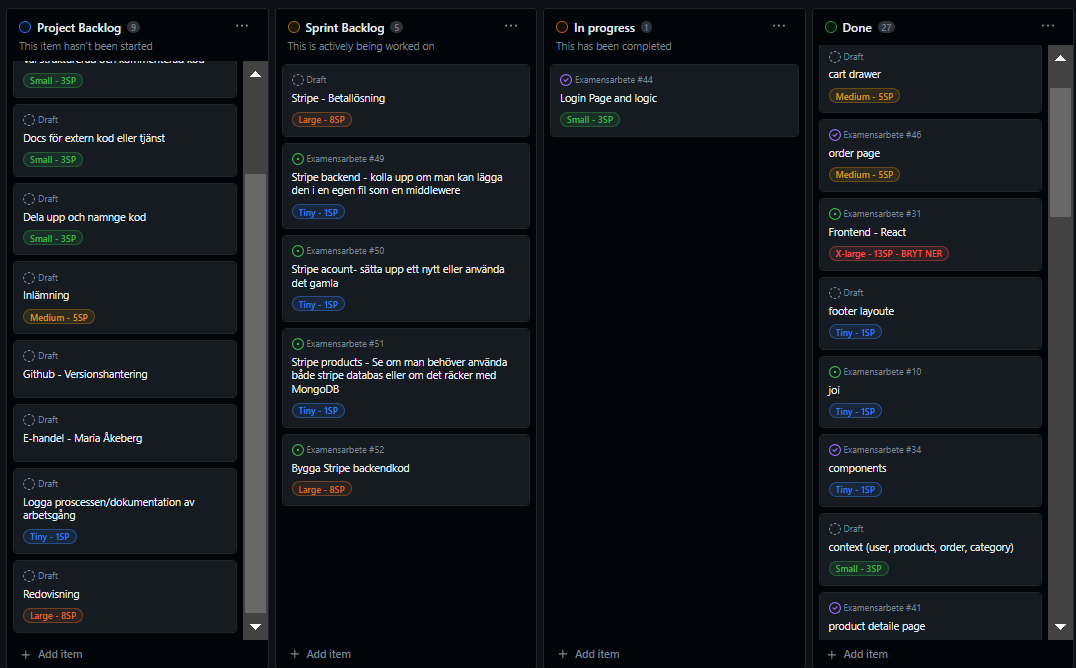 Project Backlog 9
This item hasn't been started
Väl strukturerad och kommenterad kod
Small - 3SP
Draft
Docs för extern kod eller tjänst
Small - 3SP
Draft
Dela upp och namnge kod
Small - 3SP
Draft
Inlämning
Medium - 5SP
Draft
Github - Versionshantering
Draft
E-handel - Maria Åkeberg
Draft
Logga proscessen/dokumentation av
arbetsgång
Tiny - 1SP
Draft
Redovisning
Large - 8SP
+ Add item
Sprint Backlog 5
This is actively being worked on
Draft
Stripe - Betallösning
Large - 8SP
Examensarbete #49
Stripe backend - kolla upp om man kan lägga
den i en egen fil som en middlewere
Tiny - 1SP
Examensarbete #50
Stripe acount- sätta upp ett nytt eller använda
det gamla
Tiny - 1SP
Examensarbete #51
Stripe products - Se om man behöver använda
både stripe databas eller om det räcker med
MongoDB
Tiny - 1SP
Examensarbete #52
Bygga Stripe backendkod
Large - 8SP
+ Add item
In progress 1
This has been completed
Examensarbete #44
Login Page and logic
Small - 3SP
+ Add item
Done 27
Draft
cart drawer
Medium - 5SP
Examensarbete #46
order page
Medium - 5SP
Examensarbete #31
Frontend - React
X-large - 13SP - BRYT NER
Draft
footer layoute
Tiny - 1SP
Examensarbete #10
joi
Tiny - 1SP
Examensarbete #34
components
Tiny - 1SP
Draft
context (user, products, order, category)
Small - 3SP
Examensarbete #41
product detaile page
+ Add item